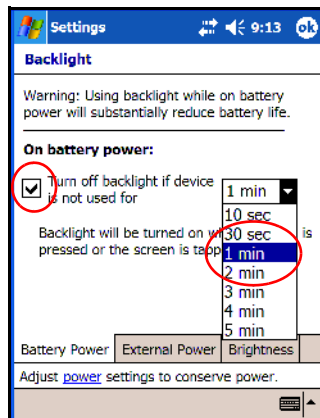 Settings 9:13 ok
Backlight
Warning: Using backlight while on battery
power will substantially reduce battery life.
On battery power:
Turn off backlight if device
is not used for
1 min
10 sec
30 sec
1 min
2 min
3 min
4 min
5 min
Backlight will be turned on is
pressed or the screen is tapp
Battery Power External Power Brightness
Adjust power settings to conserve power.